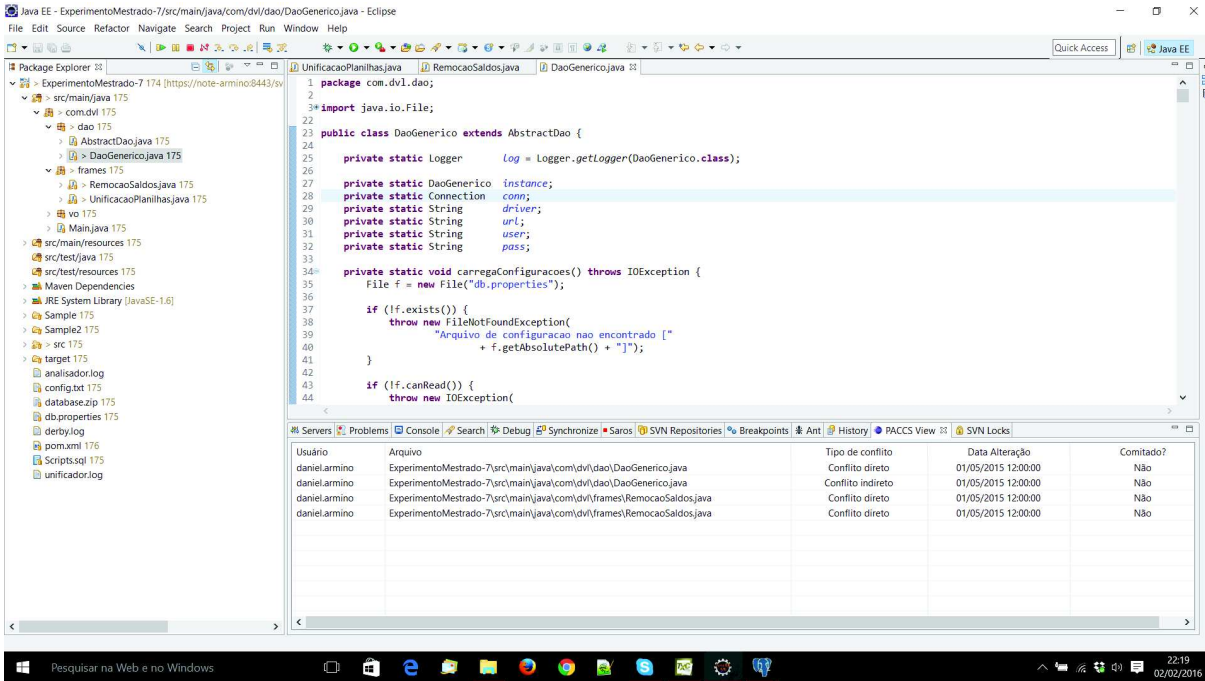 Java EE - ExperimentoMestrado-7/src/main/java/com/dvl/dao/DaoGenerico.java - Eclipse
File Edit Source Refactor Navigate Search Project Run Window Help
Quick Access
Java EE
Package Explorer
> ExperimentoMestrado-7 174 [https://note-armino:8443/sv
> src/main/java 175
> com.dvl 175
> dao 175
AbstractDao.java 175
> DaoGenerico.java 175
> frames 175
> RemocaoSaldos.java 175
> UnificacaoPlanilhas.java 175
vo 175
Main.java 175
src/main/resources 175
src/test/java 175
src/test/resources 175
Maven Dependencies
JRE System Library [JavaSE-1.6]
Sample 175
Sample2 175
> src 175
target 175
analisador.log
config.txt 175
database.zip 175
db.properties 175
derby.log
pom.xml 176
Scripts.sql 175
unificador.log
UnificacaoPlanilhas.java RemocaoSaldos.java DaoGenerico.java
1 package com.dvl.dao;
2
3 import java.io.File;
22
23 public class DaoGenerico extends AbstractDao {
24
25 private static Logger log = Logger.getLogger(DaoGenerico.class);
26
27 private static DaoGenerico instance;
28 private static Connection conn;
29 private static String driver;
30 private static String url;
31 private static String user;
32 private static String pass;
33
34 private static void carregaConfiguracoes() throws IOException {
35 File f = new File("db.properties");
36
37 if (!f.exists()) {
38 throw new FileNotFoundException(
39 "Arquivo de configuracao nao encontrado ["
40 + f.getAbsolutePath() + "]");
41 }
42
43 if (!f.canRead()) {
44 throw new IOException(
Servers Problems Console Search Debug Synchronize Saros SVN Repositories Breakpoints Ant History PACCS View SVN Locks
Usuário Arquivo Tipo de conflito Data Alteração Comitado?
daniel.armino ExperimentoMestrado-7\src\main\java\com\dvl\dao\DaoGenerico.java Conflito direto 01/05/2015 12:00:00 Não
daniel.armino ExperimentoMestrado-7\src\main\java\com\dvl\dao\DaoGenerico.java Conflito indireto 01/05/2015 12:00:00 Não
daniel.armino ExperimentoMestrado-7\src\main\java\com\dvl\frames\RemocaoSaldos.java Conflito direto 01/05/2015 12:00:00 Não
daniel.armino ExperimentoMestrado-7\src\main\java\com\dvl\frames\RemocaoSaldos.java Conflito direto 01/05/2015 12:00:00 Não
Pesquisar na Web e no Windows
22:19
02/02/2016